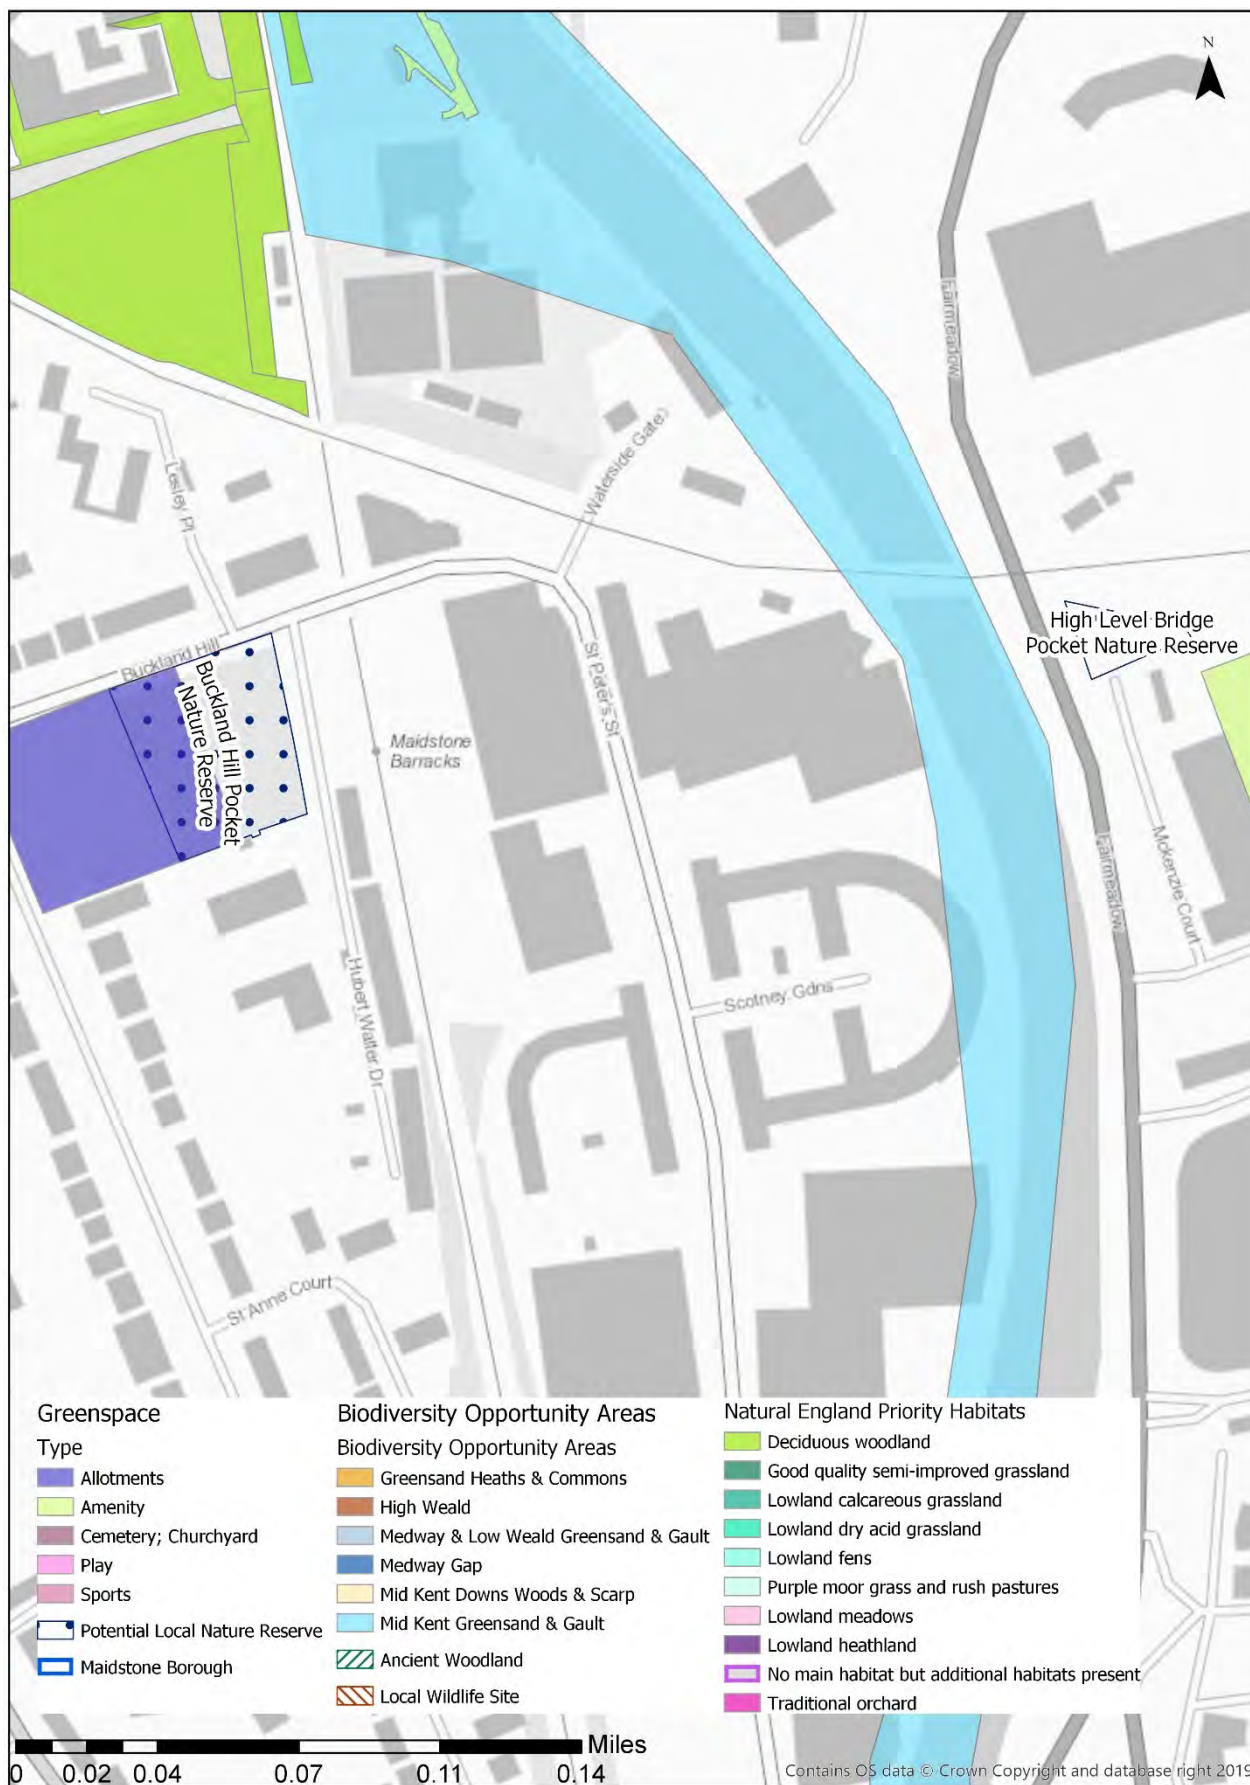 N
Fairmeadow
Waterside Gate
Lesley Pl
High Level Bridge
Pocket Nature Reserve
Buckland Hill
Buckland Hill Pocket
Nature Reserve
St Peter's St
Maidstone
Barracks
Fairmeadow
Mckenzie Court
Scotney Gdns
Hubert Walter Dr
St Anne Court
Greenspace
Type
Allotments
Amenity
Cemetery; Churchyard
Play
Sports
Potential Local Nature Reserve
Maidstone Borough
Biodiversity Opportunity Areas
Biodiversity Opportunity Areas
Greensand Heaths & Commons
High Weald
Medway & Low Weald Greensand & Gault
Medway Gap
Mid Kent Downs Woods & Scarp
Mid Kent Greensand & Gault
Ancient Woodland
Local Wildlife Site
Natural England Priority Habitats
Deciduous woodland
Good quality semi-improved grassland
Lowland calcareous grassland
Lowland dry acid grassland
Lowland fens
Purple moor grass and rush pastures
Lowland meadows
Lowland heathland
No main habitat but additional habitats present
Traditional orchard
Miles
0 0.02 0.04 0.07 0.11 0.14
Contains OS data © Crown Copyright and database right 2019